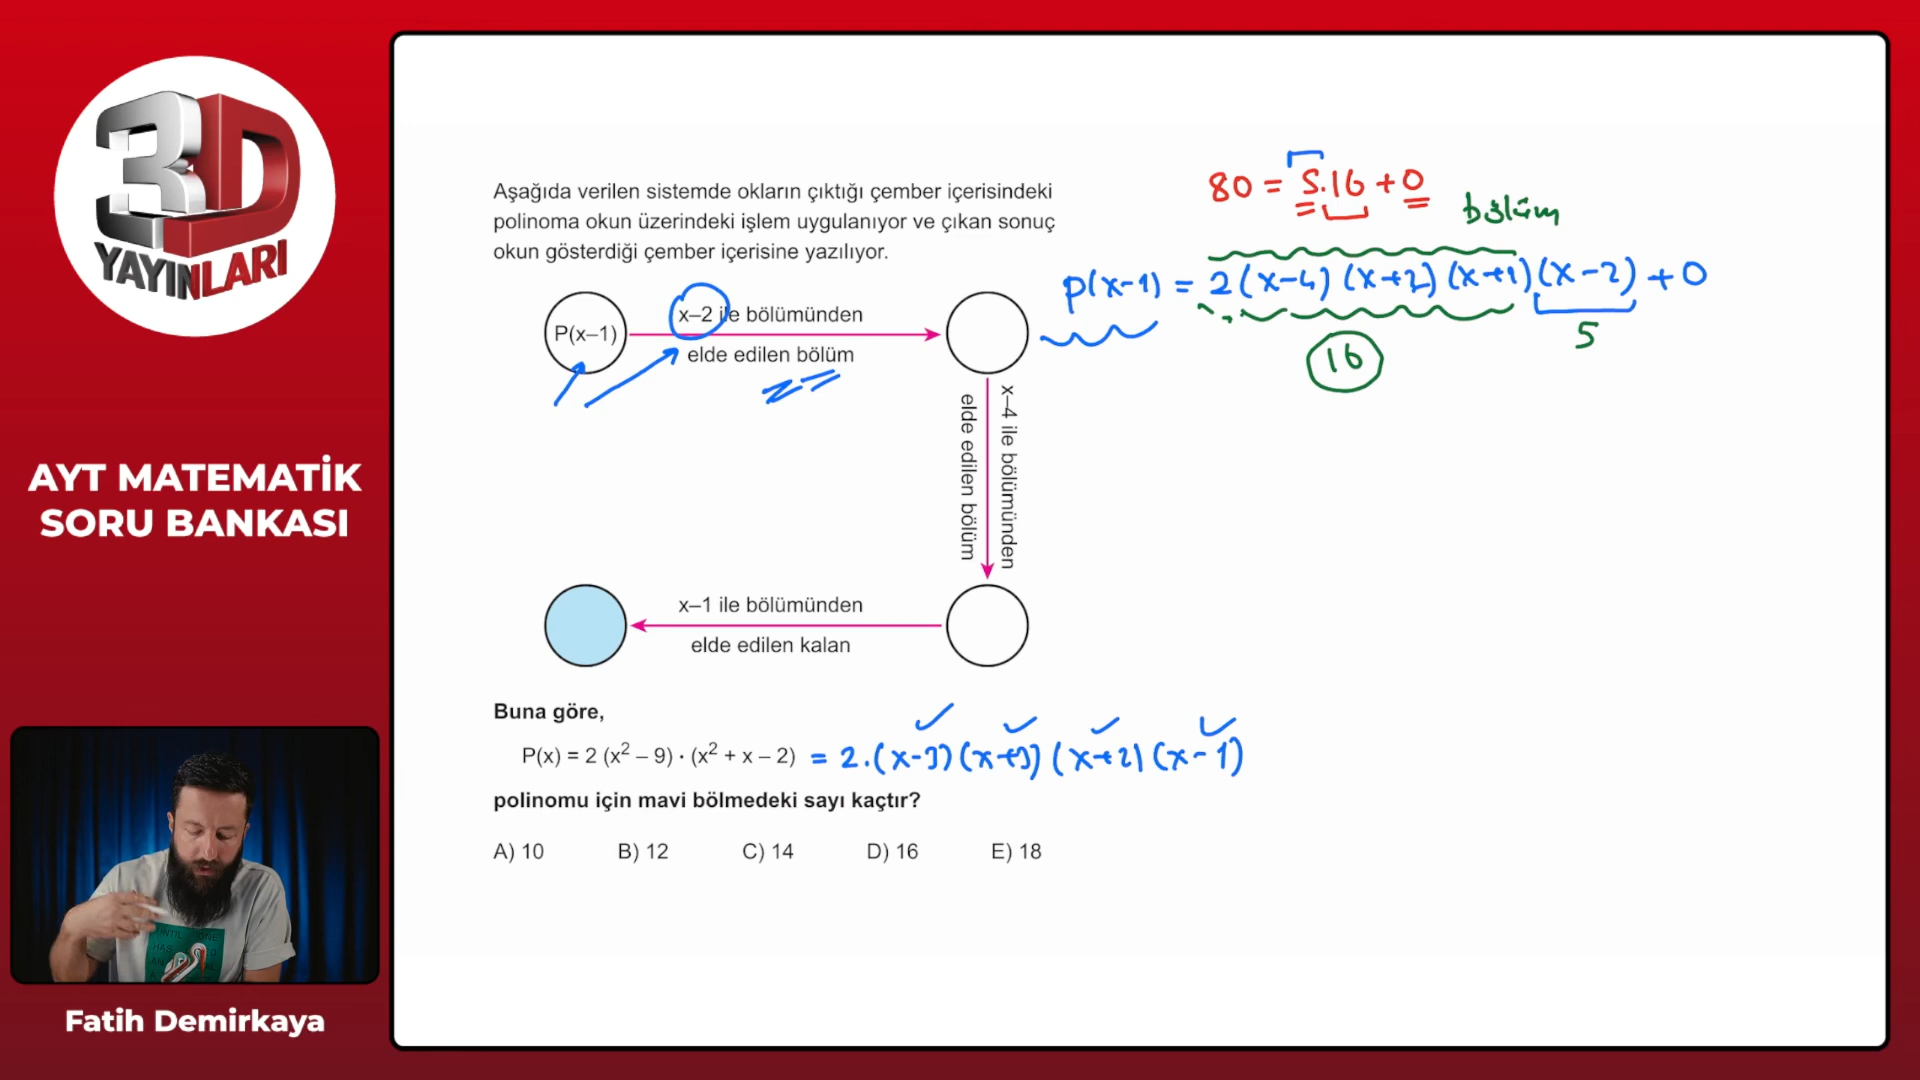 3D
YAYINLARI
AYT MATEMATİK
SORU BANKASI
Fatih Demirkaya
Aşağıda verilen sistemde okların çıktığı çember içerisindeki
polinoma okun üzerindeki işlem uygulanıyor ve çıkan sonuç
okun gösterdiği çember içerisine yazılıyor.
80 = 5.16 + 0
bölüm
p(x-1) = 2(x-4)(x+2)(x+1)(x-2)+0
16
5
P(x–1)
x–2 ile bölümünden
elde edilen bölüm
x–4 ile bölümünden
elde edilen bölüm
x–1 ile bölümünden
elde edilen kalan
Buna göre,
P(x) = 2 (x² – 9) · (x² + x – 2) = 2.(x-3)(x+3)(x+2)(x-1)
polinomu için mavi bölmedeki sayı kaçtır?
A) 10 B) 12 C) 14 D) 16 E) 18